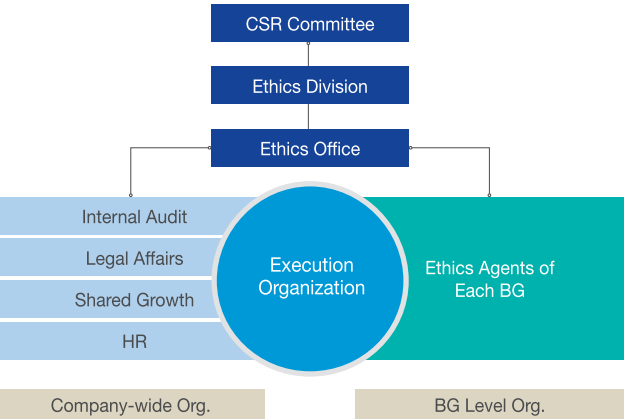 CSR Committee
Ethics Division
Ethics Office
Internal Audit
Legal Affairs
Shared Growth
HR
Execution
Organization
Ethics Agents of
Each BG
Company-wide Org.
BG Level Org.